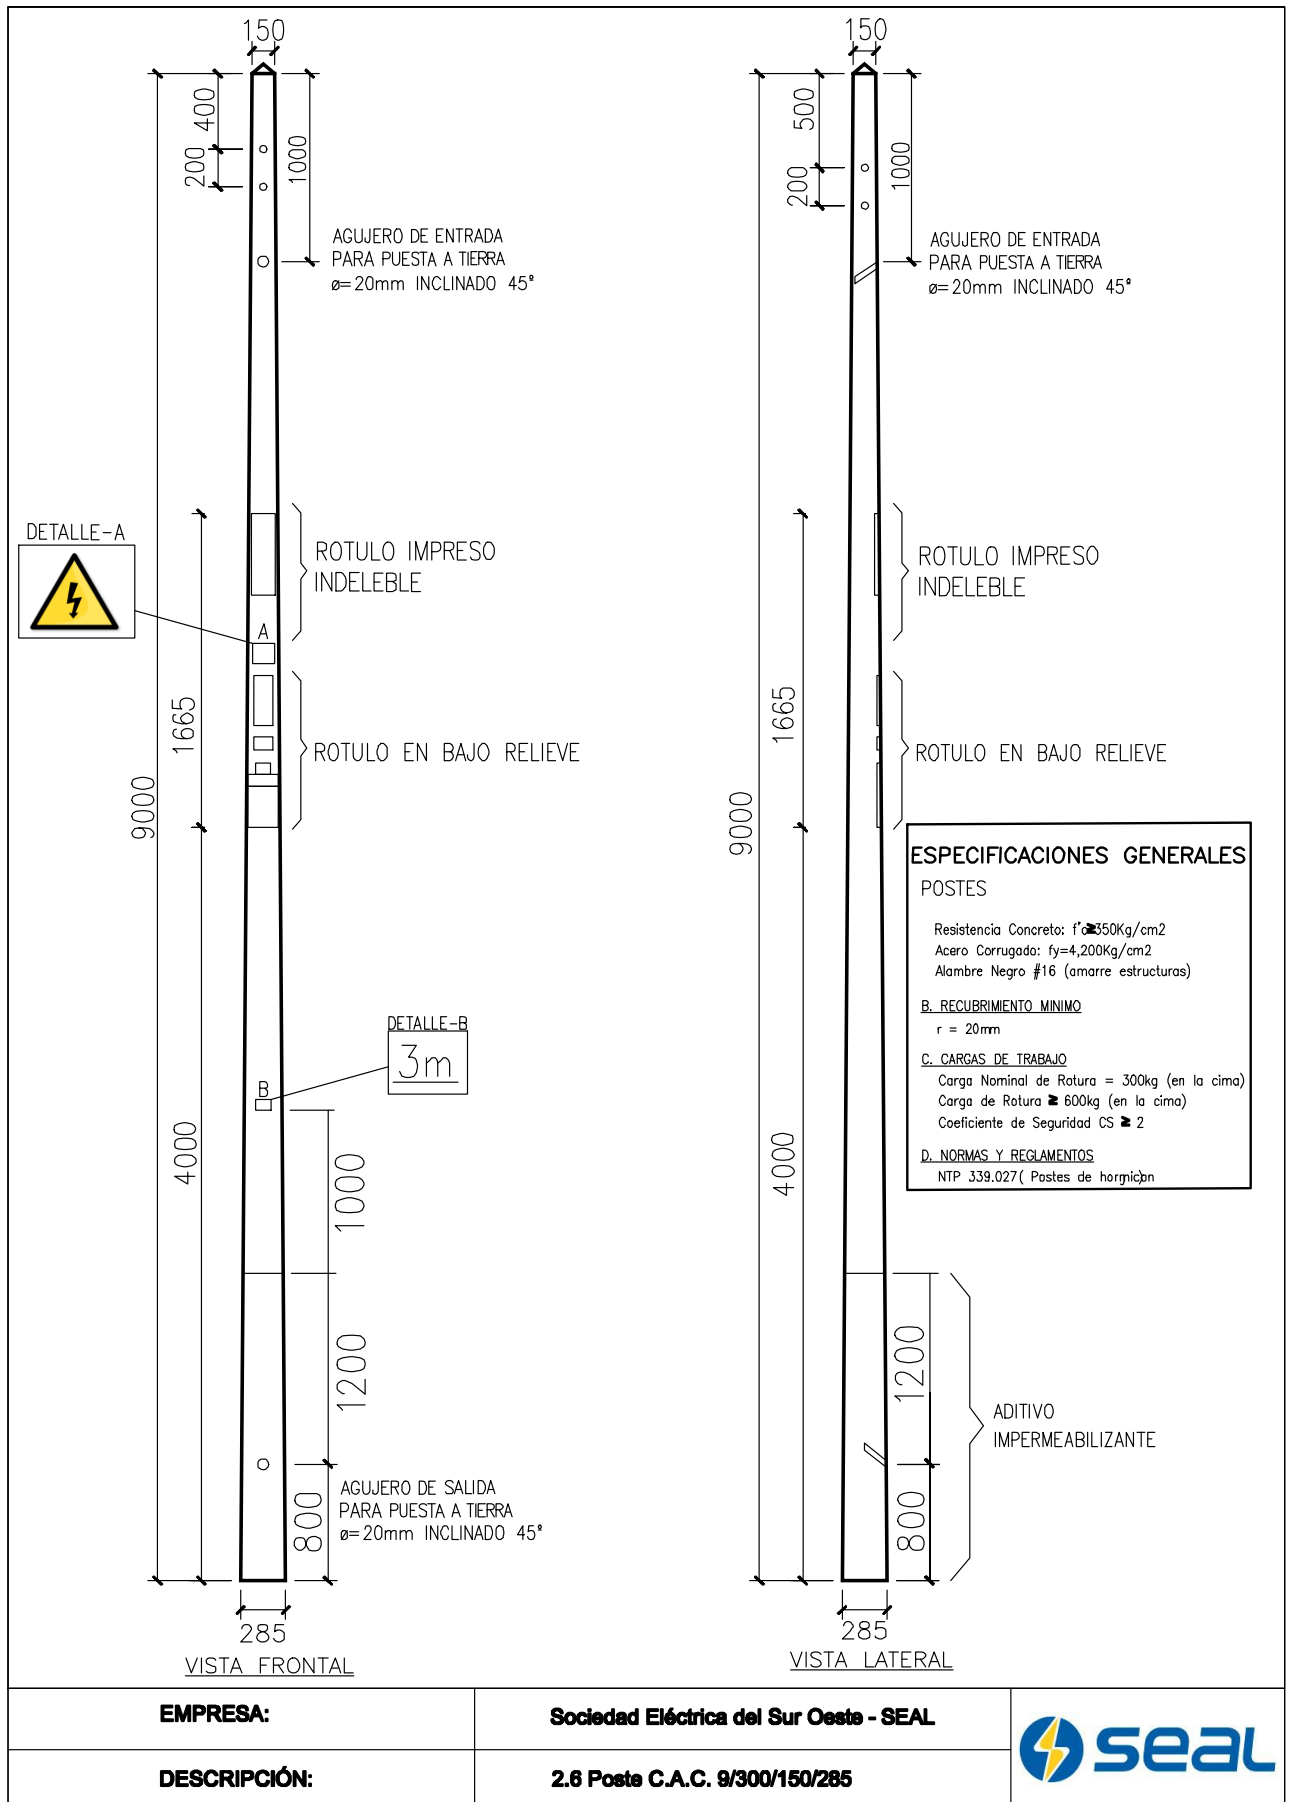 150
400
200
1000
AGUJERO DE ENTRADA
PARA PUESTA A TIERRA
ø=20mm INCLINADO 45°
DETALLE-A
ROTULO IMPRESO
INDELEBLE
A
1665
ROTULO EN BAJO RELIEVE
9000
DETALLE-B
3m
B
4000
1000
1200
AGUJERO DE SALIDA
PARA PUESTA A TIERRA
ø=20mm INCLINADO 45°
800
285
VISTA FRONTAL
150
500
200
1000
AGUJERO DE ENTRADA
PARA PUESTA A TIERRA
ø=20mm INCLINADO 45°
ROTULO IMPRESO
INDELEBLE
1665
ROTULO EN BAJO RELIEVE
9000
4000
1200
ADITIVO
IMPERMEABILIZANTE
800
285
VISTA LATERAL
ESPECIFICACIONES GENERALES
POSTES
Resistencia Concreto: f'c≥350Kg/cm2
Acero Corrugado: fy=4,200Kg/cm2
Alambre Negro #16 (amarre estructuras)
B. RECUBRIMIENTO MINIMO
r = 20mm
C. CARGAS DE TRABAJO
Carga Nominal de Rotura = 300kg (en la cima)
Carga de Rotura ≥ 600kg (en la cima)
Coeficiente de Seguridad CS ≥ 2
D. NORMAS Y REGLAMENTOS
NTP 339.027( Postes de
EMPRESA:
Sociedad Eléctrica del Sur Oeste - SEAL
DESCRIPCIÓN:
2.6 Poste C.A.C. 9/300/150/285
seal